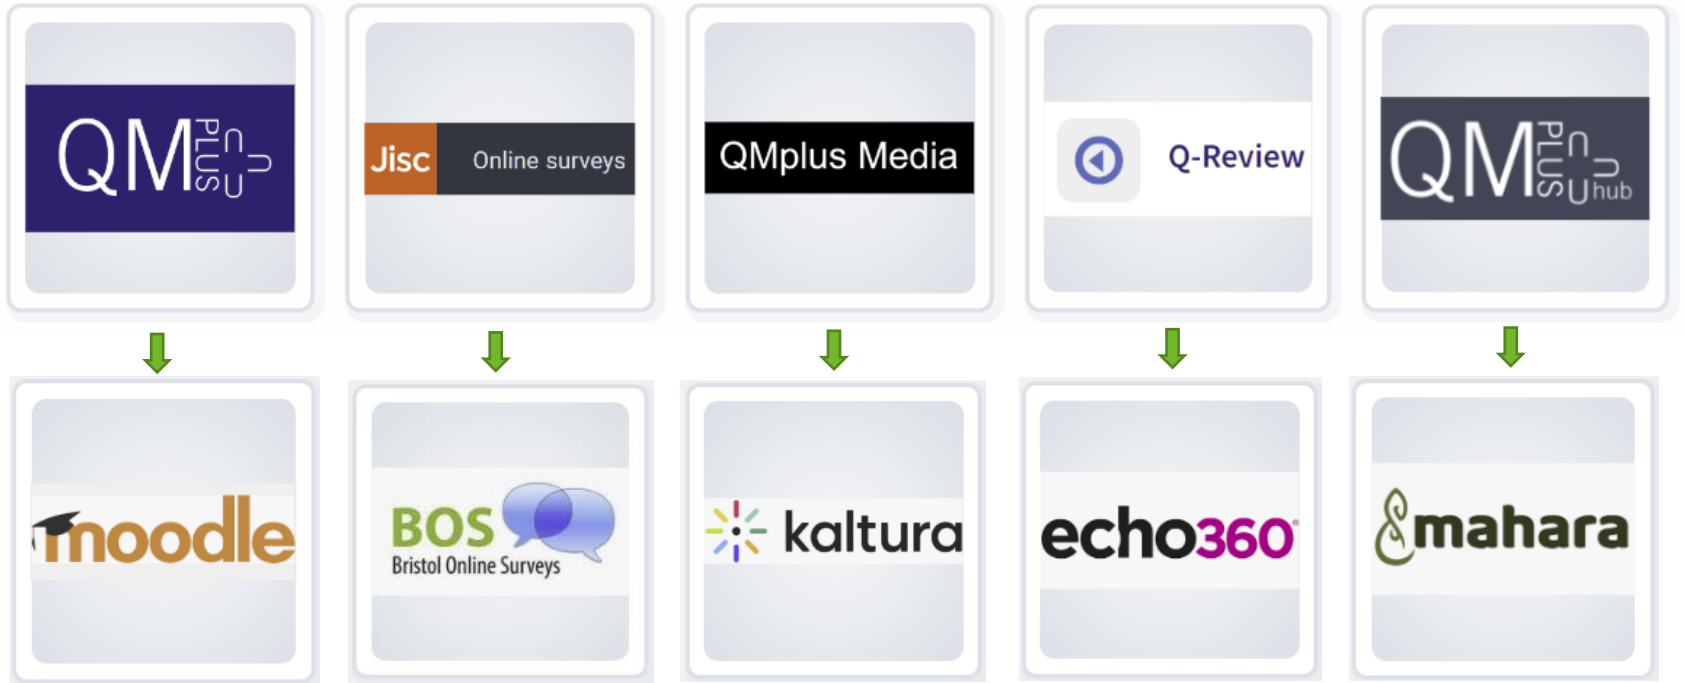 QM PLUS
Jisc Online surveys
QMplus Media
Q-Review
QM PLUS hub
moodle
BOS
Bristol Online Surveys
kaltura
echo360
mahara